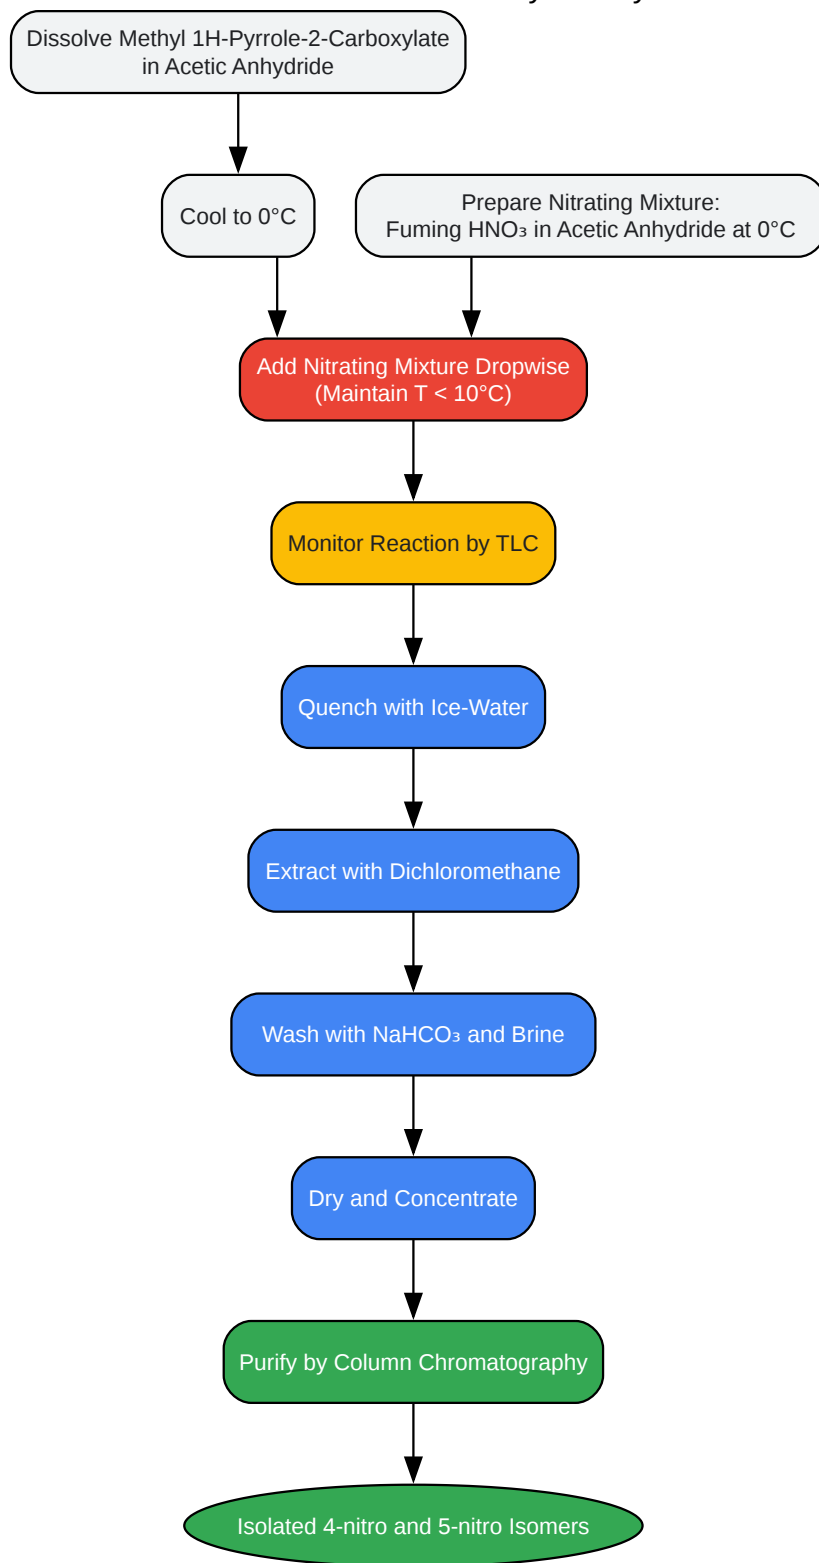 Dissolve Methyl 1H-Pyrrole-2-Carboxylate
in Acetic Anhydride
Cool to 0°C
Prepare Nitrating Mixture:
Fuming HNO₃ in Acetic Anhydride at 0°C
Add Nitrating Mixture Dropwise
(Maintain T < 10°C)
Monitor Reaction by TLC
Quench with Ice-Water
Extract with Dichloromethane
Wash with NaHCO₃ and Brine
Dry and Concentrate
Purify by Column Chromatography
Isolated 4-nitro and 5-nitro Isomers